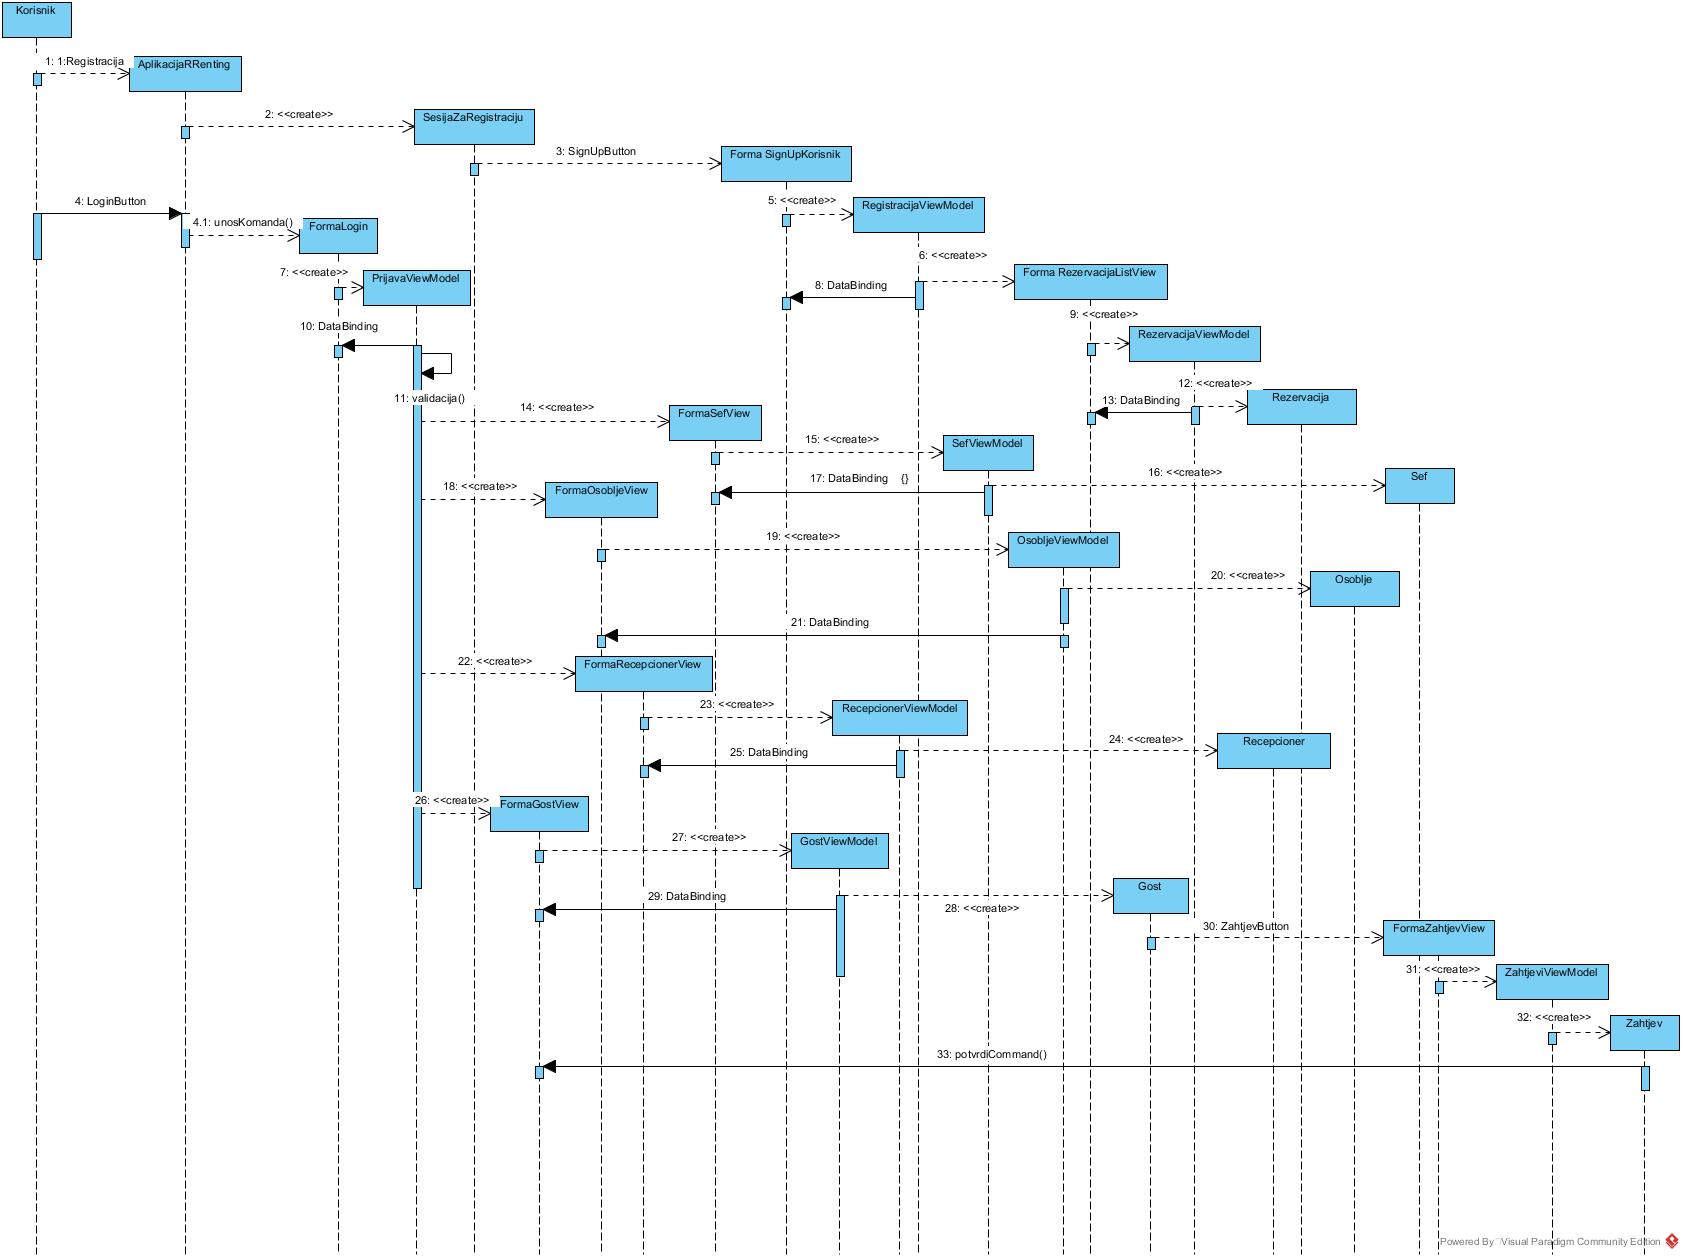 Korisnik
1: 1:Registracija
AplikacijaRRenting
2: <<create>>
SesijaZaRegistraciju
3: SignUpButton
Forma SignUpKorisnik
4: LoginButton
5: <<create>>
RegistracijaViewModel
4.1: unosKomanda()
FormaLogin
6: <<create>>
7: <<create>>
PrijavaViewModel
Forma RezervacijaListView
8: DataBinding
9: <<create>>
10: DataBinding
RezervacijaViewModel
12: <<create>>
11: validacija()
13: DataBinding
Rezervacija
14: <<create>>
FormaSefView
15: <<create>>
SefViewModel
16: <<create>>
17: DataBinding {}
Sef
18: <<create>>
FormaOsobljeView
19: <<create>>
OsobljeViewModel
20: <<create>>
Osoblje
21: DataBinding
22: <<create>>
FormaRecepcionerView
23: <<create>>
RecepcionerViewModel
24: <<create>>
Recepcioner
25: DataBinding
26: <<create>>
FormaGostView
27: <<create>>
GostViewModel
29: DataBinding
28: <<create>>
Gost
30: ZahtjevButton
FormaZahtjevView
31: <<create>>
ZahtjeviViewModel
32: <<create>>
Zahtjev
33: potvrdiCommand()
Powered By Visual Paradigm Community Edition